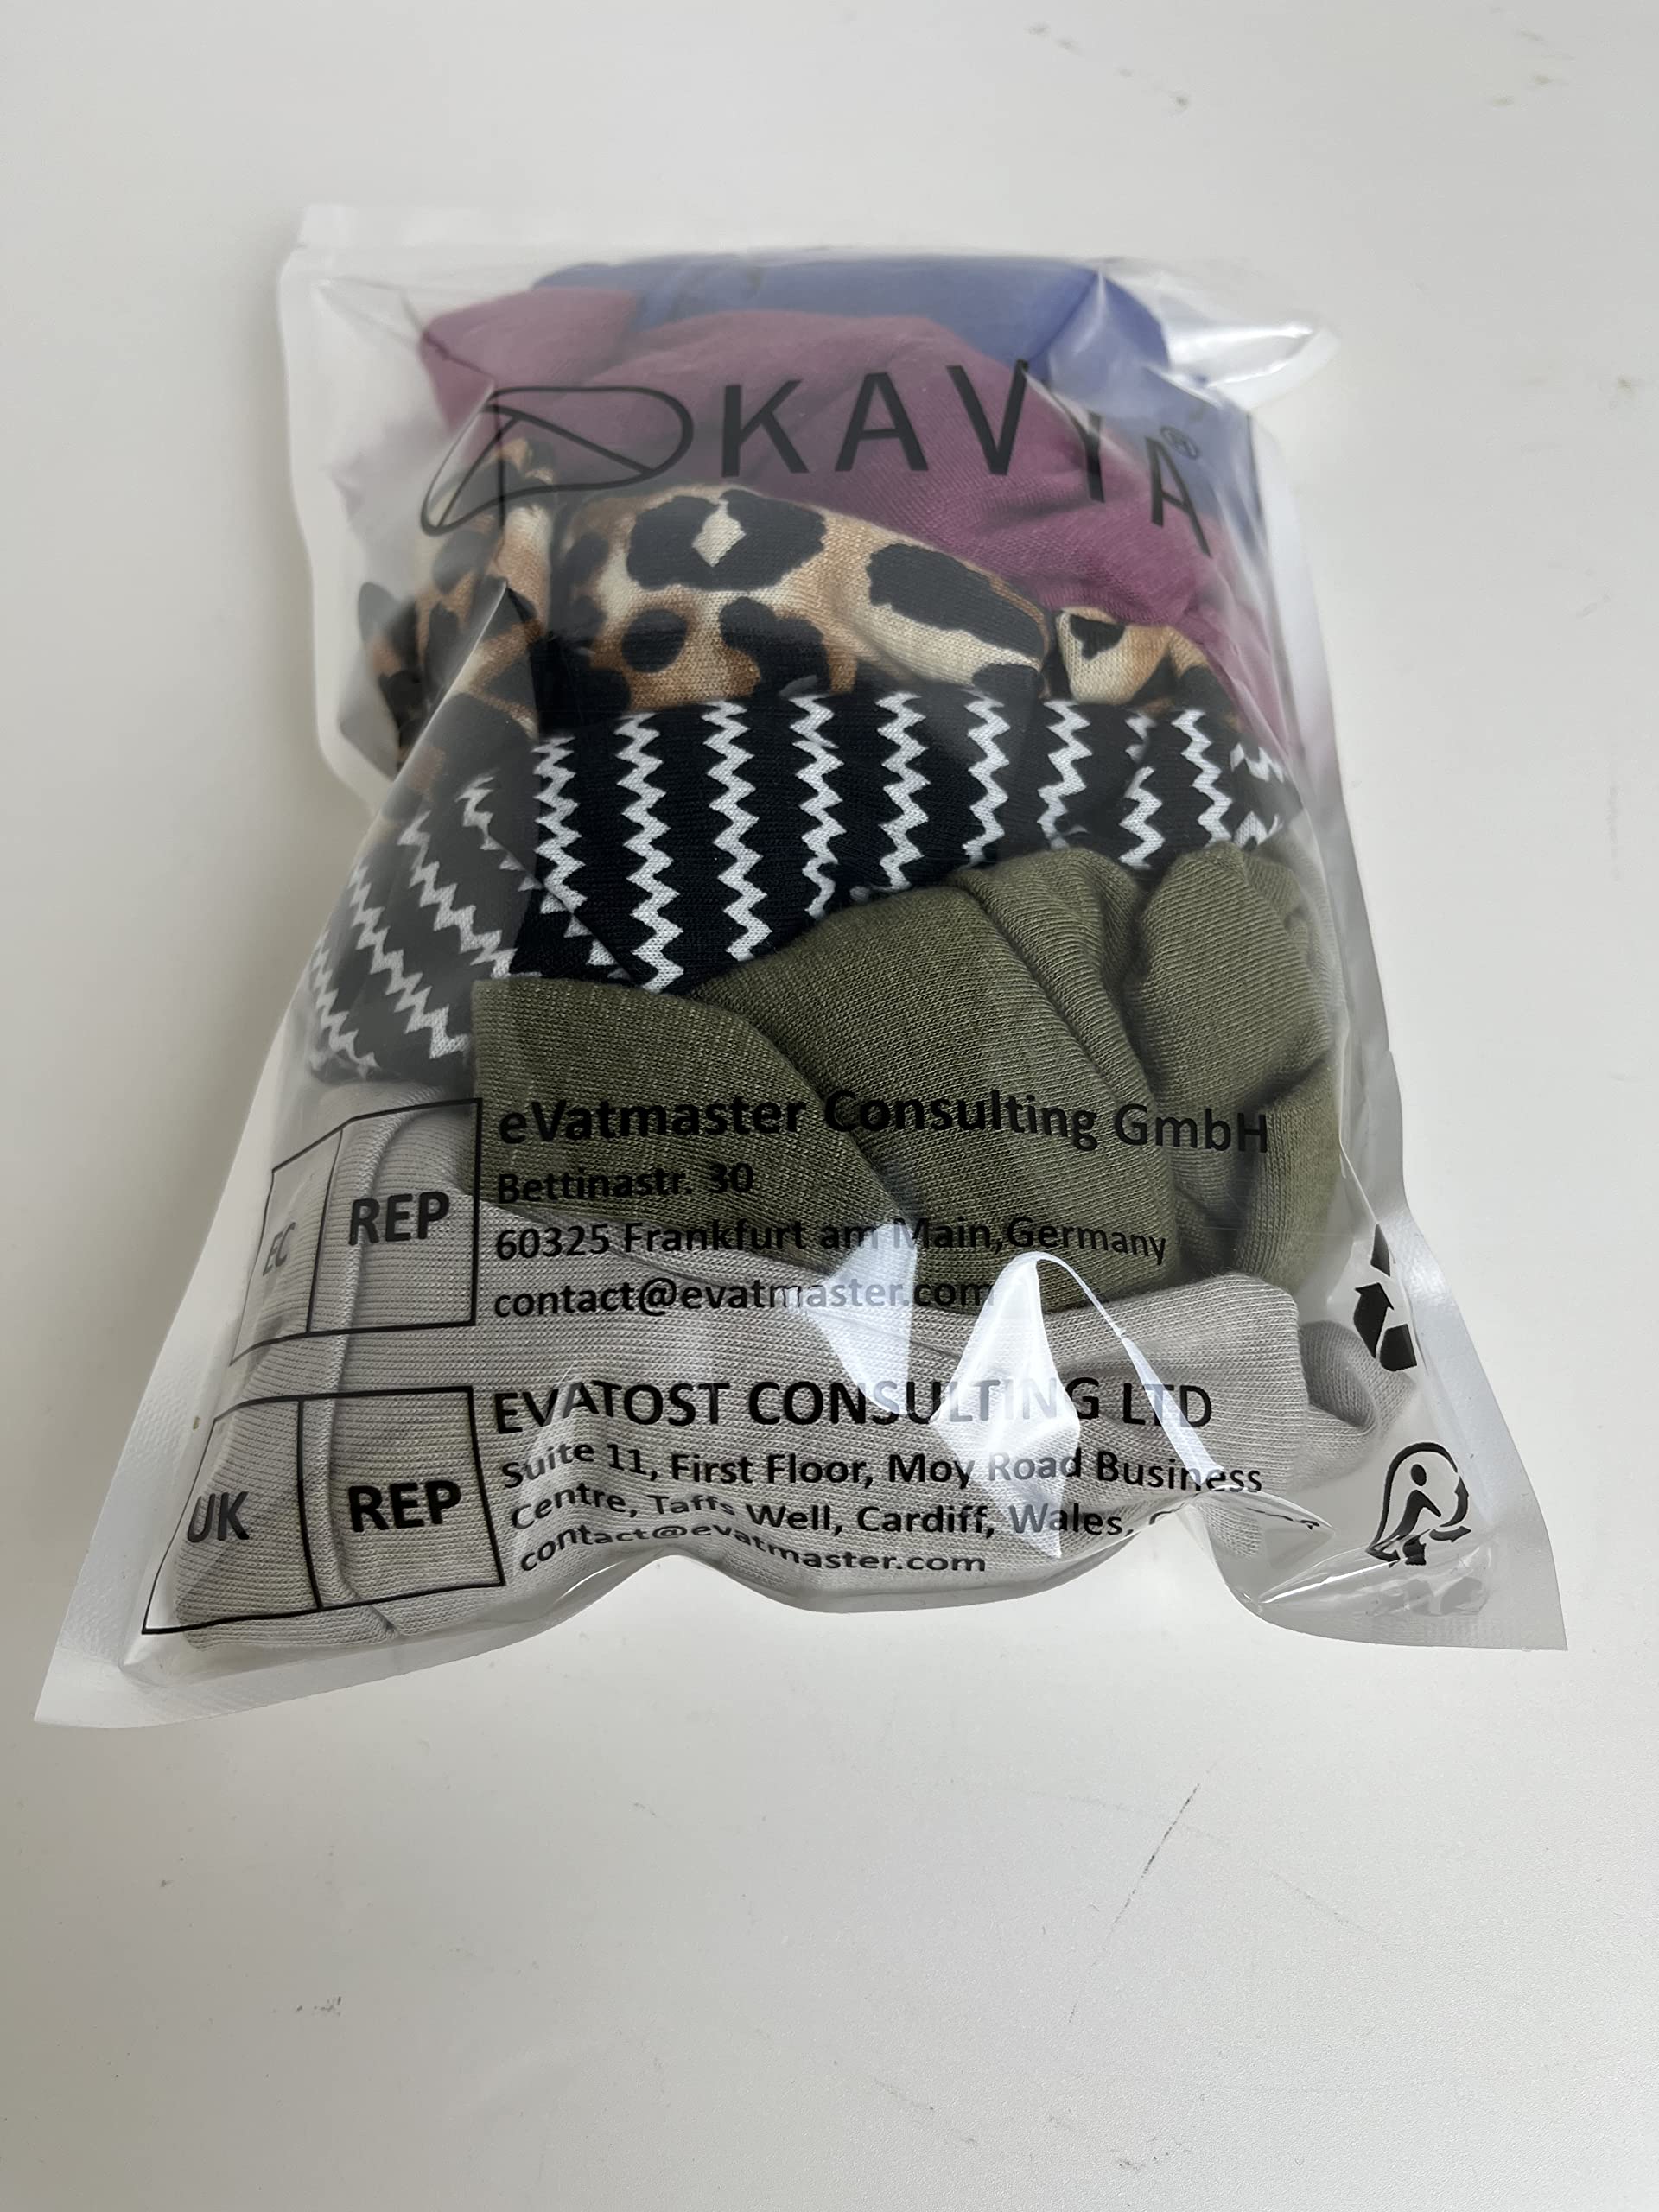 KAVYA®
EC REP
eVatmaster Consulting GmbH
Bettinastr. 30
60325 Frankfurt am Main,Germany
contact@evatmaster.com
UK REP
EVATOST CONSULTING LTD
Suite 11, First Floor, Moy Road Business
Centre, Taffs Well, Cardiff, Wales,
contact@evatmaster.com